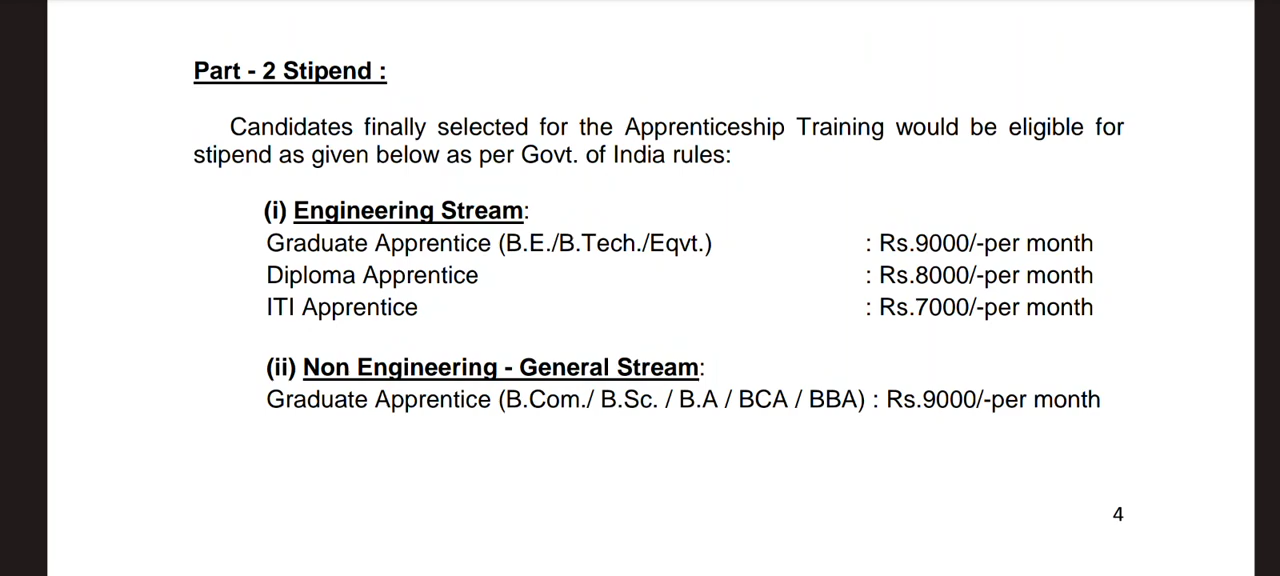 Part - 2 Stipend :
Candidates finally selected for the Apprenticeship Training would be eligible for
stipend as given below as per Govt. of India rules:
(i) Engineering Stream:
Graduate Apprentice (B.E./B.Tech./Eqvt.) : Rs.9000/-per month
Diploma Apprentice : Rs.8000/-per month
ITI Apprentice : Rs.7000/-per month
(ii) Non Engineering - General Stream:
Graduate Apprentice (B.Com./ B.Sc. / B.A / BCA / BBA) : Rs.9000/-per month
4